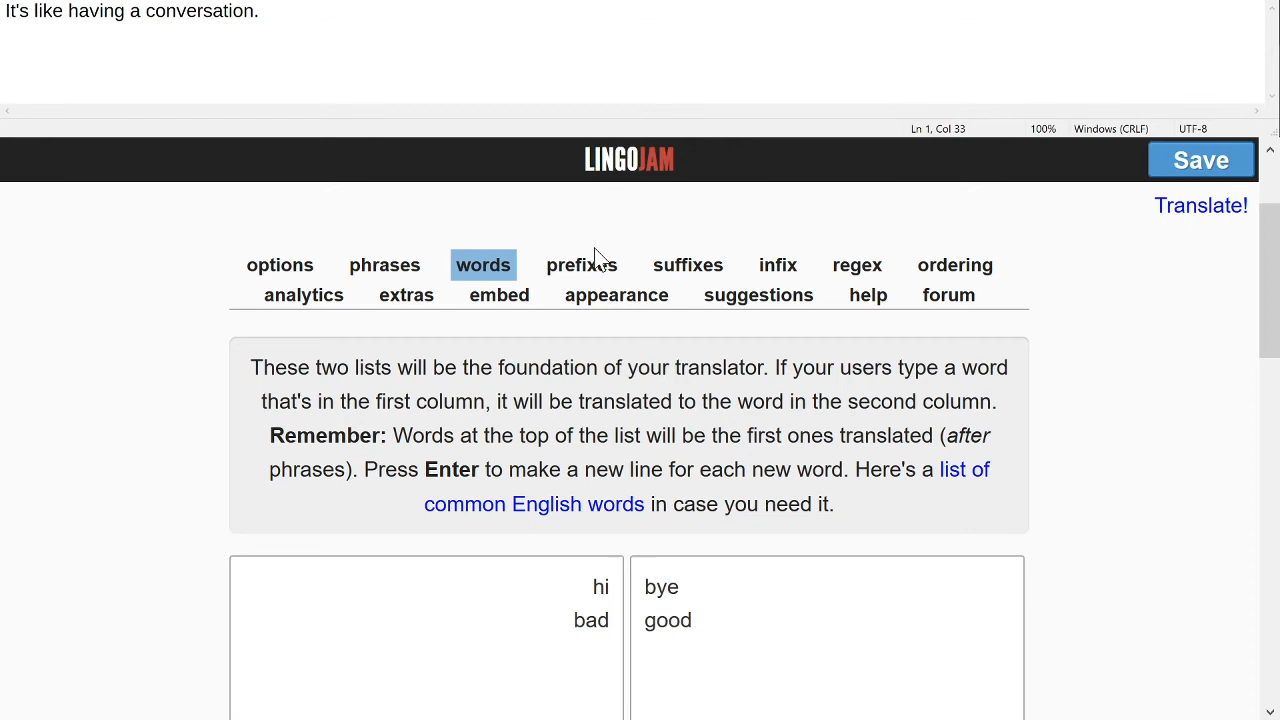 It's like having a conversation.
Ln 1, Col 33 100% Windows (CRLF) UTF-8
LINGOJAM Save
Translate!
options phrases words prefixes suffixes infix regex ordering
analytics extras embed appearance suggestions help forum
These two lists will be the foundation of your translator. If your users type a word
that's in the first column, it will be translated to the word in the second column.
Remember: Words at the top of the list will be the first ones translated (after
phrases). Press Enter to make a new line for each new word. Here's a list of
common English words in case you need it.
hi bye
bad good